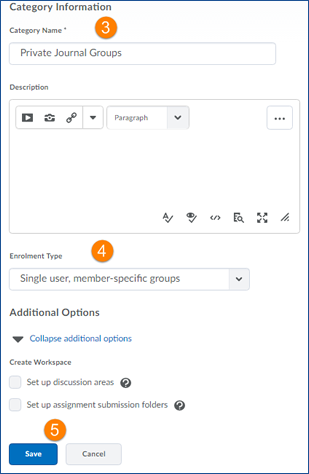 Category Information
3
Category Name *
Private Journal Groups
Description
Paragraph
...
</>
4
Enrolment Type
Single user, member-specific groups
Additional Options
Collapse additional options
Create Workspace
Set up discussion areas ?
Set up assignment submission folders ?
5
Save Cancel